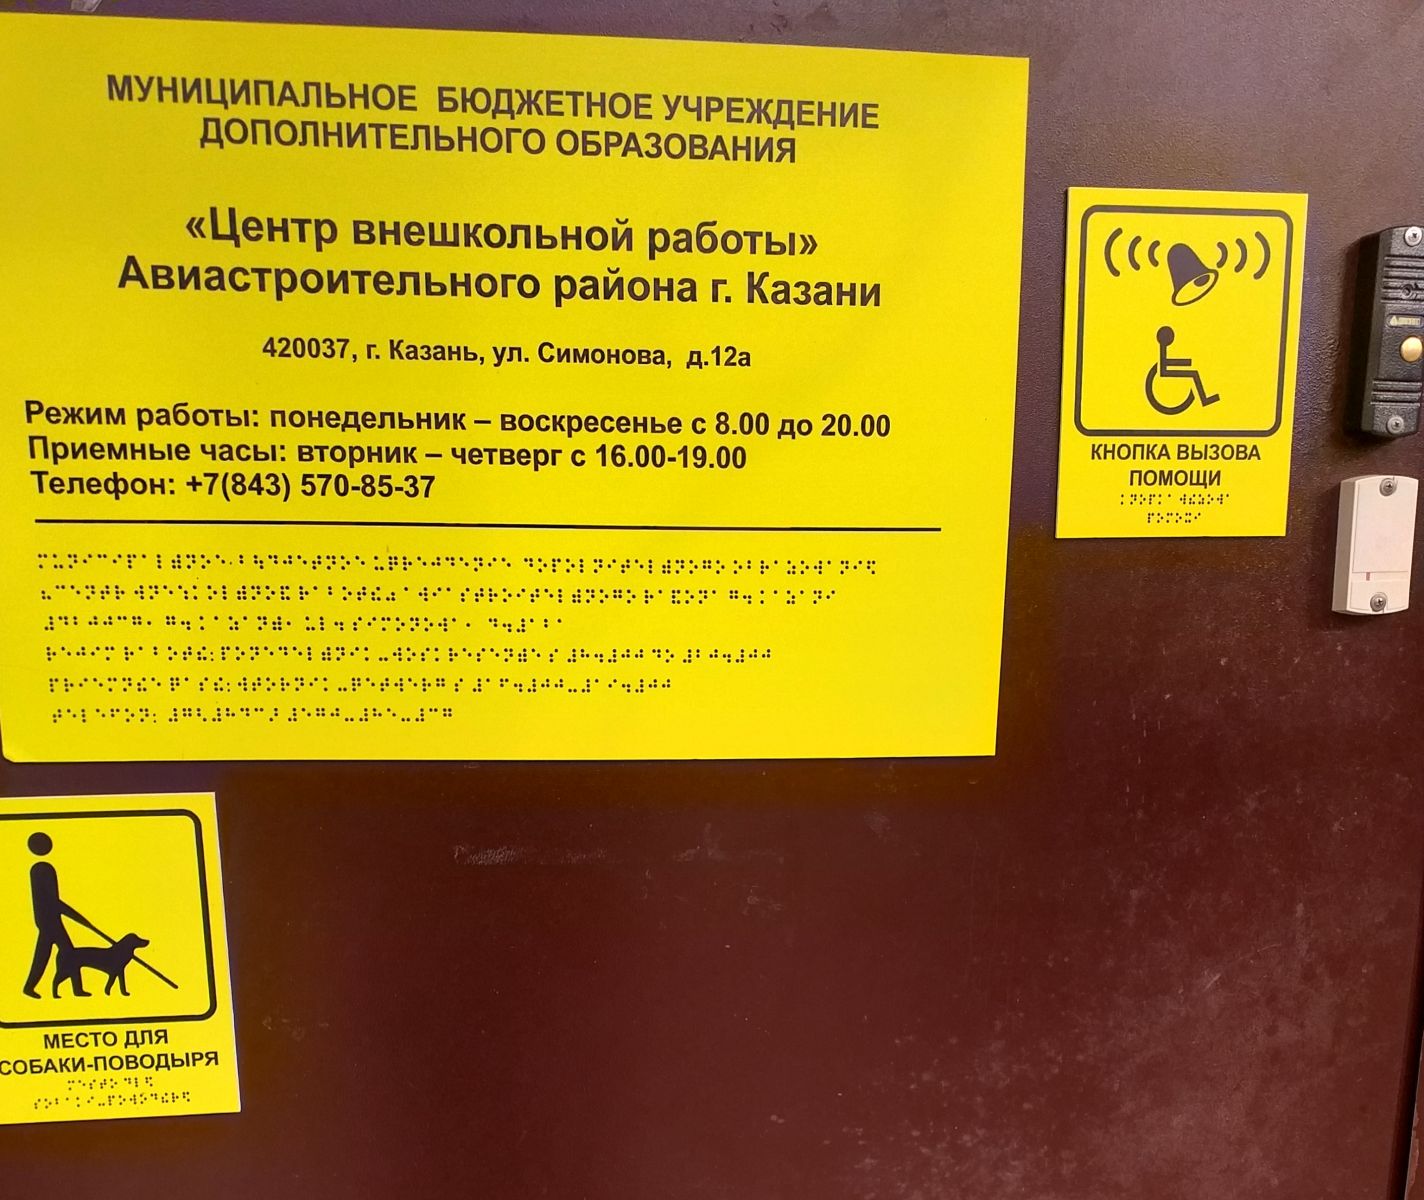 МУНИЦИПАЛЬНОЕ БЮДЖЕТНОЕ УЧРЕЖДЕНИЕ
ДОПОЛНИТЕЛЬНОГО ОБРАЗОВАНИЯ
«Центр внешкольной работы»
Авиастроительного района г. Казани
420037, г. Казань, ул. Симонова, д.12а
Режим работы: понедельник – воскресенье с 8.00 до 20.00
Приемные часы: вторник – четверг с 16.00-19.00
Телефон: +7(843) 570-85-37
КНОПКА ВЫЗОВА
ПОМОЩИ
МЕСТО ДЛЯ
СОБАКИ-ПОВОДЫРЯ